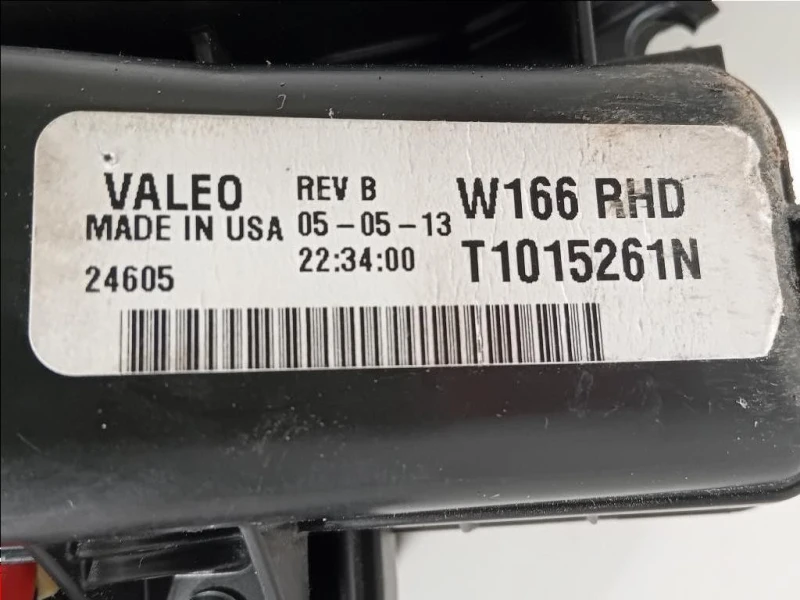 VALEO REV B W166 RHD
MADE IN USA 05-05-13 T1015261N
24605 22:34:00